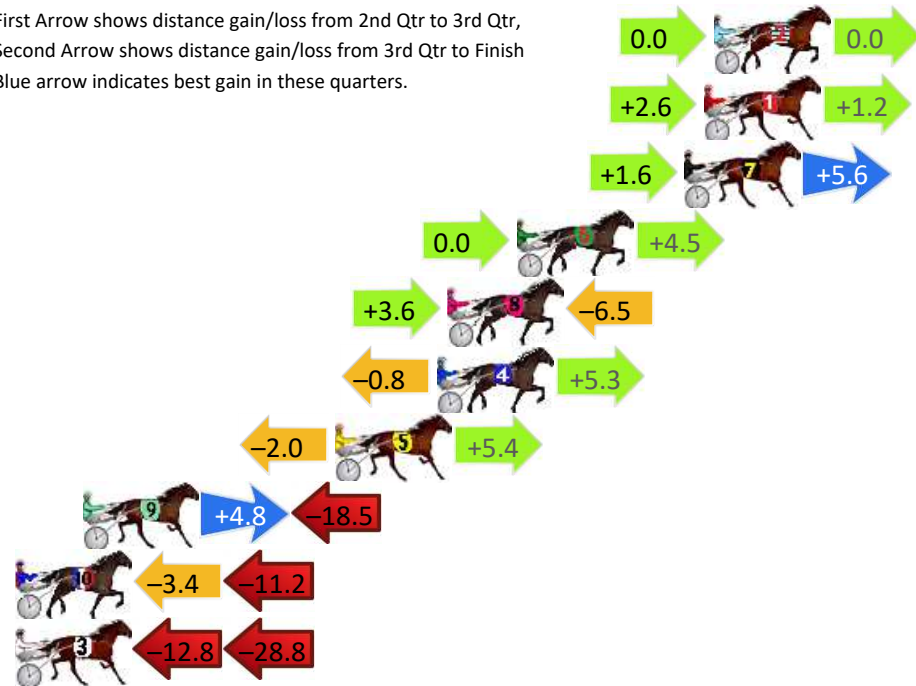 First Arrow shows distance gain/loss from 2nd Qtr to 3rd Qtr,
Second Arrow shows distance gain/loss from 3rd Qtr to Finish
Blue arrow indicates best gain in these quarters.
0.0 2 0.0
+2.6 1 +1.2
+1.6 7 +5.6
0.0 +4.5
+3.6 8 –6.5
–0.8 4 +5.3
–2.0 5 +5.4
9 +4.8 –18.5
10 –3.4 –11.2
3 –12.8 –28.8